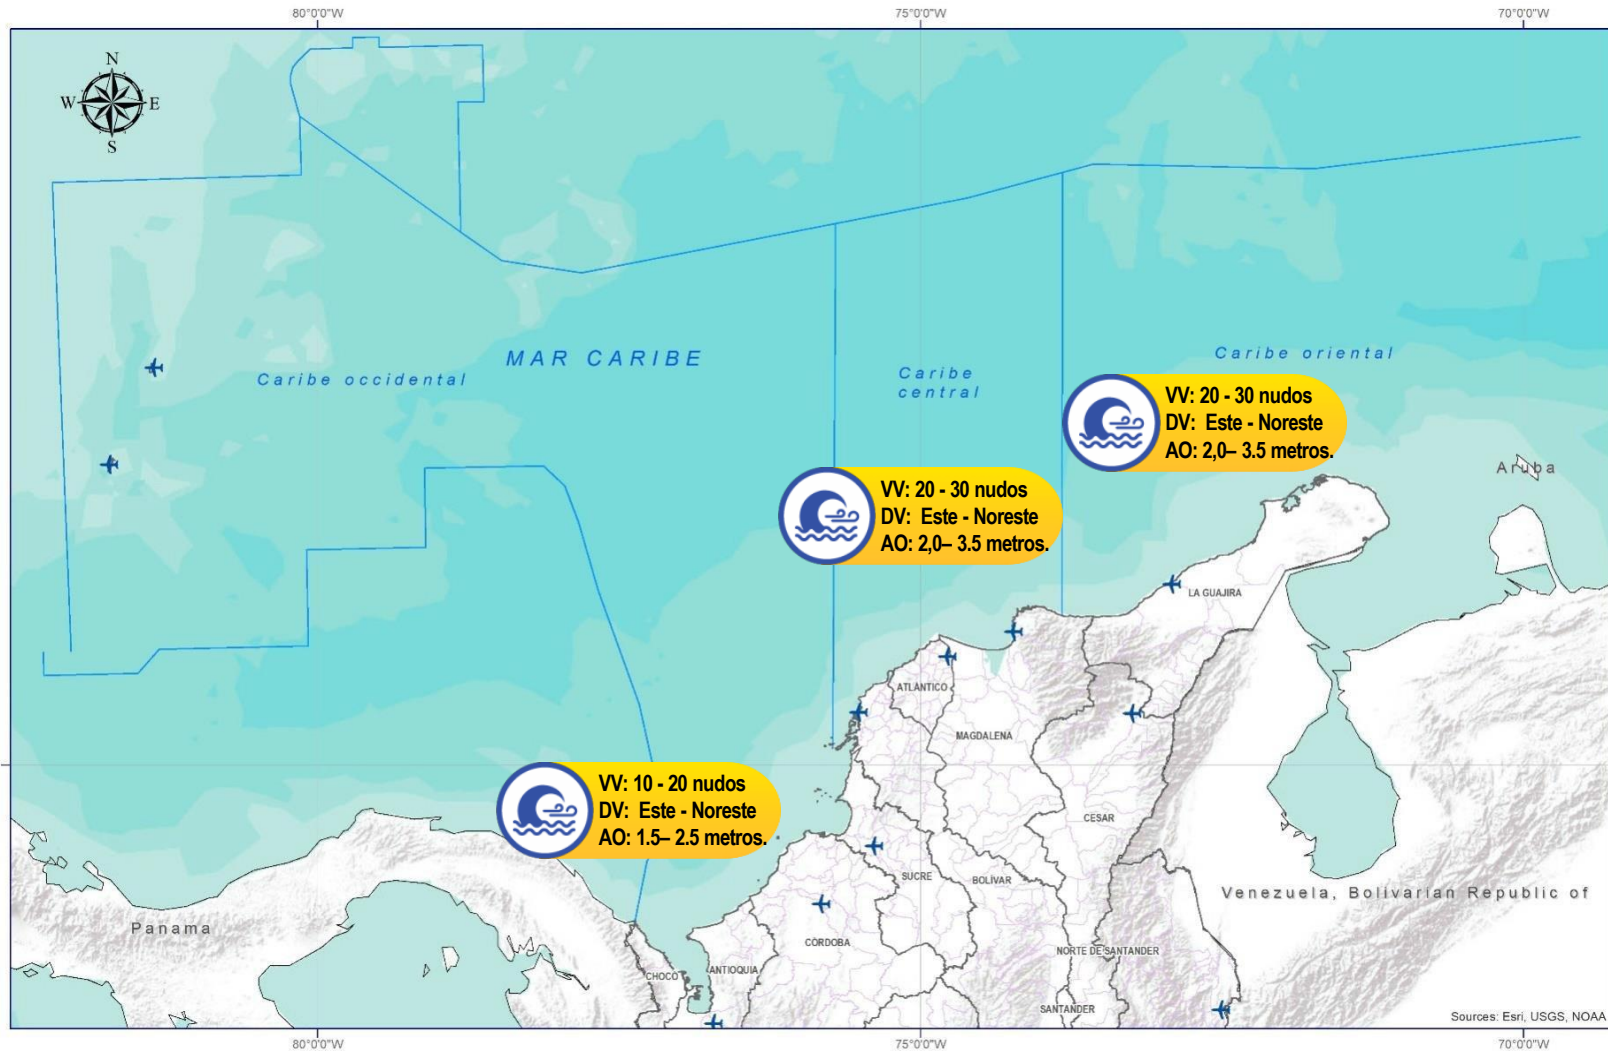 80°0'0"W
75°0'0"W
70°0'0"W
N
W
E
S
MAR CARIBE
Caribe occidental
Caribe
central
Caribe oriental
VV: 20 - 30 nudos
DV: Este - Noreste
AO: 2,0– 3.5 metros.
VV: 20 - 30 nudos
DV: Este - Noreste
AO: 2,0– 3.5 metros.
Aruba
LA GUAJIRA
ATLÁNTICO
MAGDALENA
VV: 10 - 20 nudos
DV: Este - Noreste
AO: 1.5– 2.5 metros.
CESAR
SUCRE
BOLÍVAR
Venezuela, Bolivarian Republic of
Panama
CÓRDOBA
NORTE DE SANTANDER
CHOCÓ
ANTIOQUIA
SANTANDER
Sources: Esri, USGS, NOAA
80°0'0"W
75°0'0"W
70°0'0"W